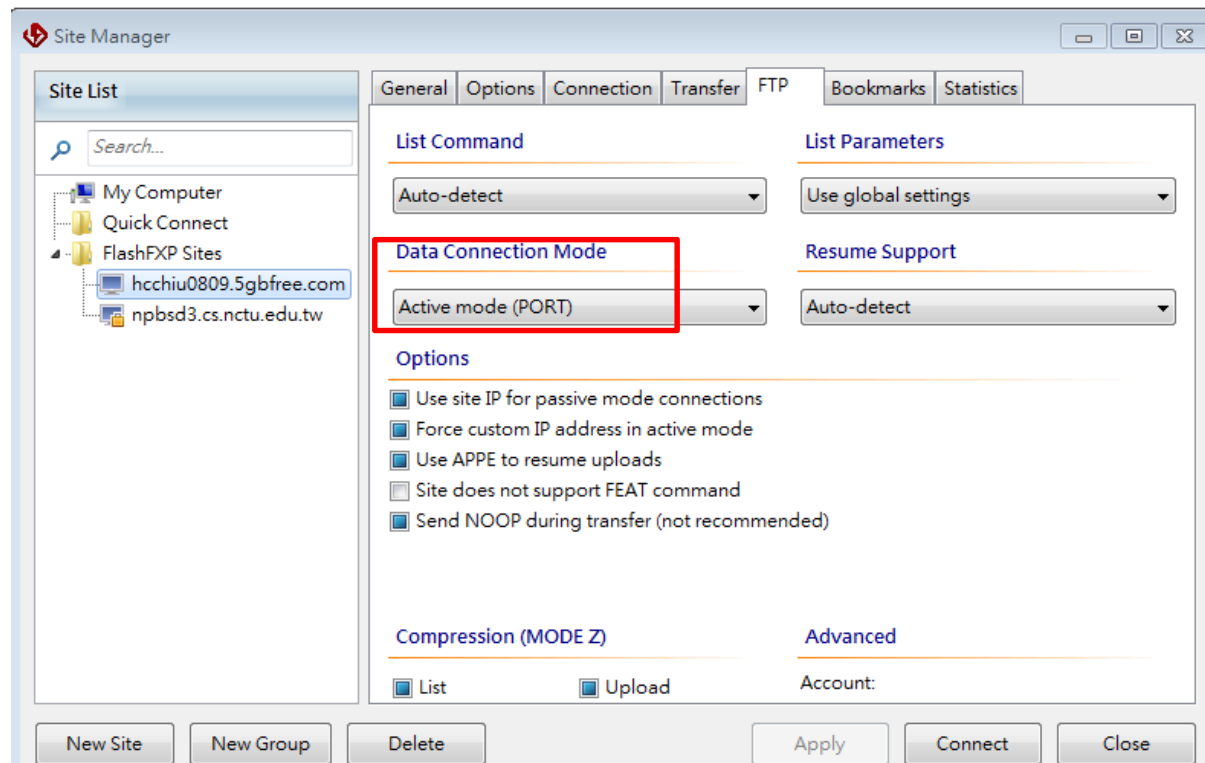 Site Manager
Site List
Search...
My Computer
Quick Connect
FlashFXP Sites
hcchiu0809.5gbfree.com
npbsd3.cs.nctu.edu.tw
General Options Connection Transfer FTP Bookmarks Statistics
List Command List Parameters
Auto-detect Use global settings
Data Connection Mode Resume Support
Active mode (PORT) Auto-detect
Options
Use site IP for passive mode connections
Force custom IP address in active mode
Use APPE to resume uploads
Site does not support FEAT command
Send NOOP during transfer (not recommended)
Compression (MODE Z) Advanced
List Upload Account:
New Site New Group Delete Apply Connect Close